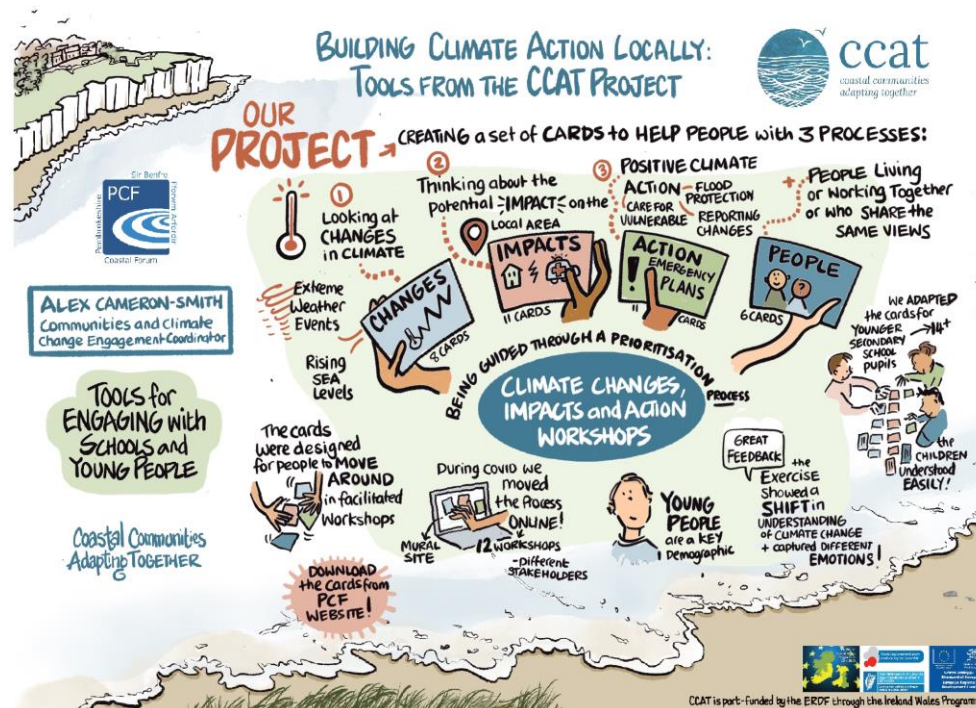 BUILDING CLIMATE ACTION LOCALLY:
TOOLS FROM THE CCAT PROJECT
ccat
coastal communities
adapting together
OUR
PROJECT
CREATING a set of CARDS to HELP PEOPLE with 3 PROCESSES:
Sir Benfro
Fforwm Arfordir
PCF
Pembrokeshire
Coastal Forum
ALEX CAMERON-SMITH
Communities and Climate
Change Engagement Coordinator
TOOLS for
ENGAGING with
SCHOOLS and
YOUNG PEOPLE
Coastal Communities
Adapting TOGETHER
1
Looking at
CHANGES
in CLIMATE
Extreme
Weather
Events
Rising
SEA
Levels
CHANGES
8 CARDS
2
Thinking about the
Potential IMPACT on the
Local AREA
IMPACTS
11 CARDS
3
POSITIVE CLIMATE
ACTION
CARE FOR
VULNERABLE
FLOOD
PROTECTION
REPORTING
CHANGES
ACTION
EMERGENCY
PLANS
11 CARDS
+ PEOPLE Living
or Working Together
or who SHARE the
SAME VIEWS
PEOPLE
6 CARDS
BEING GUIDED THROUGH A PRIORITISATION PROCESS
CLIMATE CHANGES,
IMPACTS and ACTION
WORKSHOPS
WE ADAPTED
the cards for
YOUNGER → 14+
SECONDARY
SCHOOL
pupils
the
CHILDREN
understood
EASILY!
The cards
were designed
for people to MOVE
AROUND
in facilitated
Workshops
During covid we
moved
the Process
ONLINE!
MURAL
SITE
12 WORKSHOPS
- Different
STAKEHOLDERS
YOUNG
PEOPLE
are a KEY
Demographic
GREAT
FEEDBACK
the
Exercise
showed a
SHIFT in
UNDERSTANDING
OF CLIMATE CHANGE
+ captured DIFFERENT
EMOTIONS!
DOWNLOAD
the cards from
PCF
WEBSITE!
CCAT is part-funded by the ERDF through the Ireland Wales Program